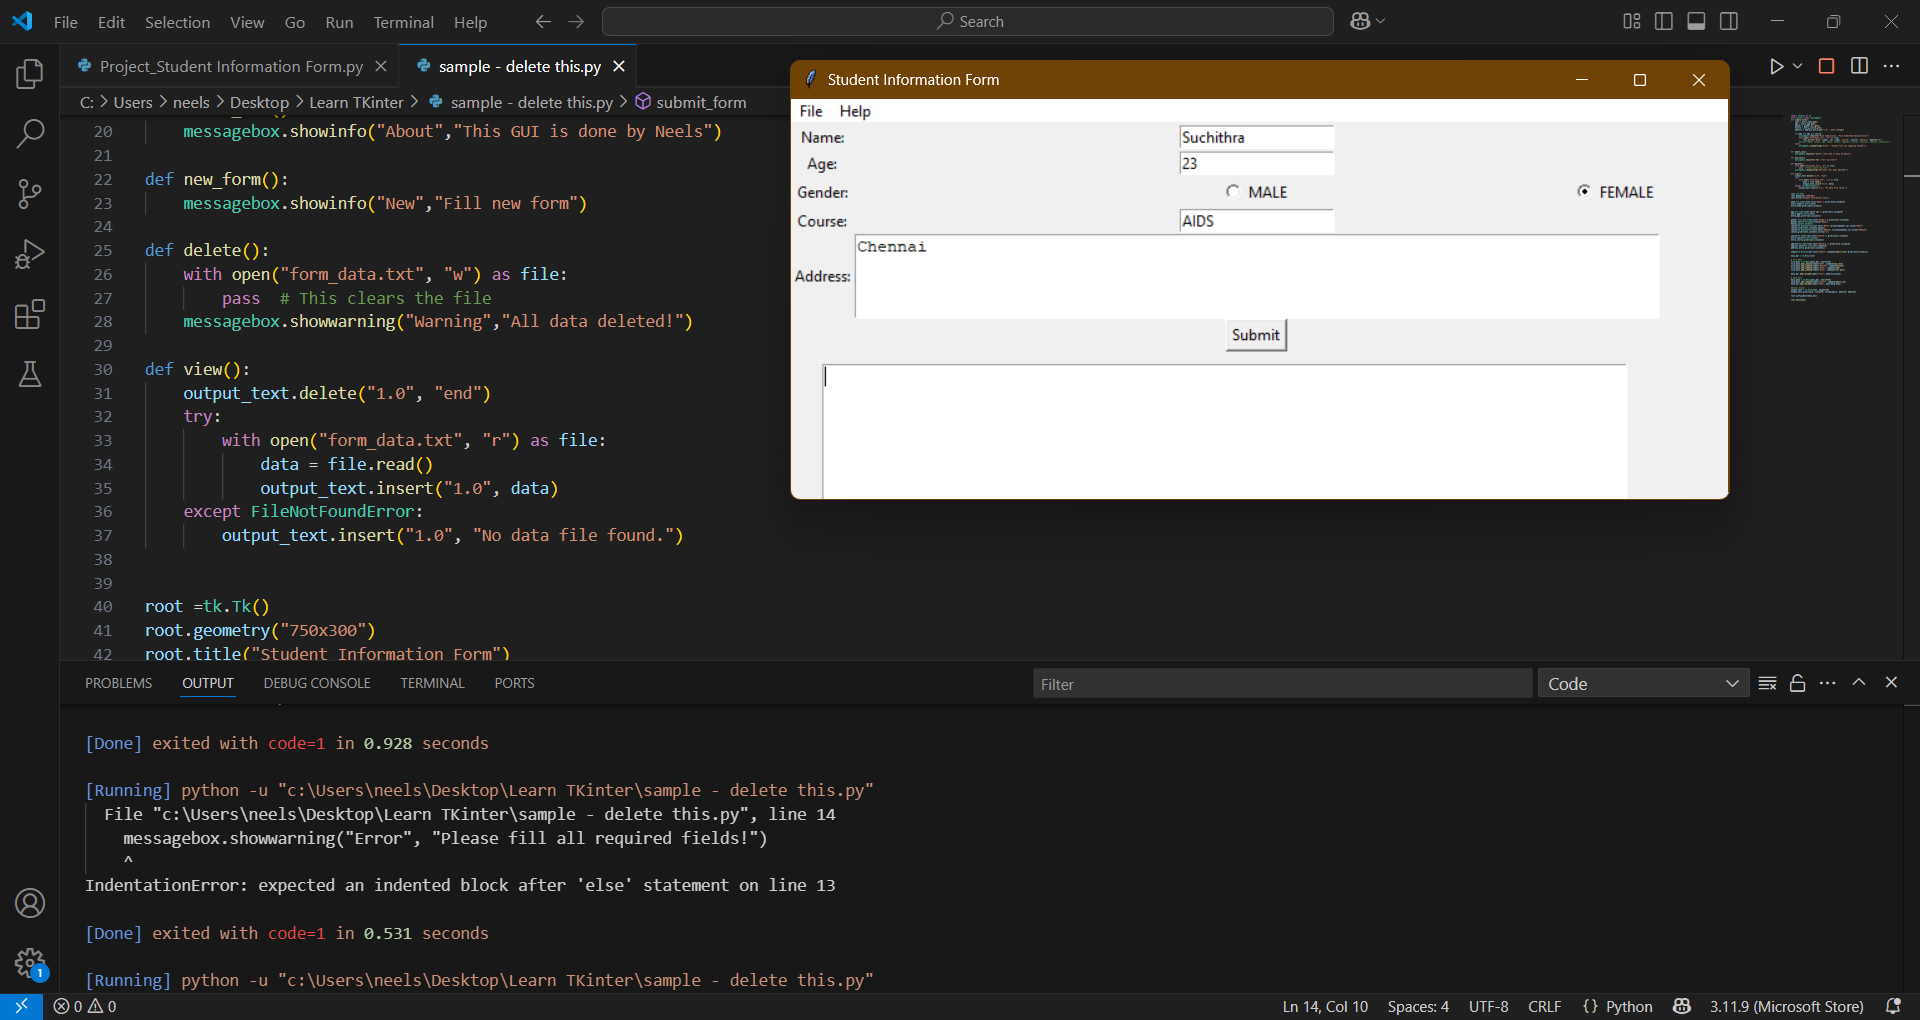 File Edit Selection View Go Run Terminal Help Search
Project_Student Information Form.py sample - delete this.py
C: > Users > neels > Desktop > Learn TKinter > sample - delete this.py > submit_form
20 messagebox.showinfo("About","This GUI is done by Neels")
21
22 def new_form():
23 messagebox.showinfo("New","Fill new form")
24
25 def delete():
26 with open("form_data.txt", "w") as file:
27 pass # This clears the file
28 messagebox.showwarning("Warning","All data deleted!")
29
30 def view():
31 output_text.delete("1.0", "end")
32 try:
33 with open("form_data.txt", "r") as file:
34 data = file.read()
35 output_text.insert("1.0", data)
36 except FileNotFoundError:
37 output_text.insert("1.0", "No data file found.")
38
39
40 root =tk.Tk()
41 root.geometry("750x300")
42 root.title("Student Information Form")
Student Information Form
File Help
Name: Suchithra
Age: 23
Gender: MALE FEMALE
Course: AIDS
Address: Chennai
Submit
PROBLEMS OUTPUT DEBUG CONSOLE TERMINAL PORTS Filter Code
[Done] exited with code=1 in 0.928 seconds
[Running] python -u "c:\Users\neels\Desktop\Learn TKinter\sample - delete this.py"
File "c:\Users\neels\Desktop\Learn TKinter\sample - delete this.py", line 14
messagebox.showwarning("Error", "Please fill all required fields!")
^
IndentationError: expected an indented block after 'else' statement on line 13
[Done] exited with code=1 in 0.531 seconds
[Running] python -u "c:\Users\neels\Desktop\Learn TKinter\sample - delete this.py"
1
0 0 Ln 14, Col 10 Spaces: 4 UTF-8 CRLF {} Python 3.11.9 (Microsoft Store)